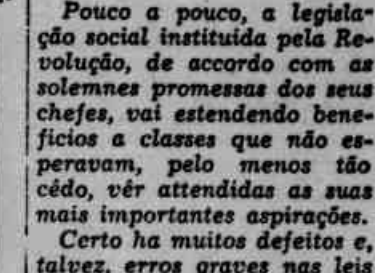 Pouco a pouco, a legisla-
ção social instituida pela Re-
volução, de accordo com as
solemnes promessas dos seus
chefes, vai estendendo bene-
ficios a classes que não es-
peravam, pelo menos tão
cêdo, vêr attendidas as suas
mais importantes aspirações.
Certo ha muitos defeitos e,
talvez, erros graves nas leis